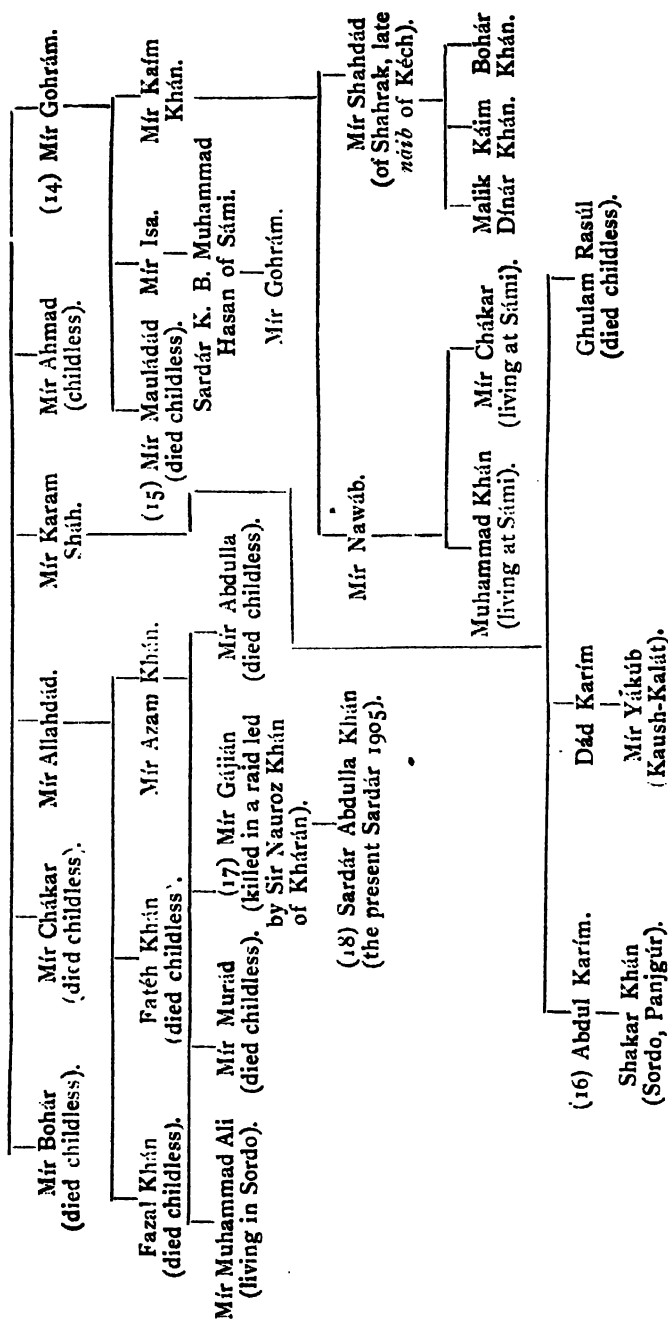 Mír Bohár
(died childless).
Mír Chákar
(died childless).
Mír Allahdád.
Mír Karam
Sháh.
Mír Ahmad
(childless).
(14) Mír Gohrám.
Fazal Khán
(died childless).
Fatéh Khán
(died childless).
Mír Azam Khán.
(15) Mír Mauládád
(died childless).
Mír Isa.
Mír Kaím
Khán.
Sardár K. B. Muhammad
Hasan of Sámi.
Mír Gohrám.
Mír Muhammad Ali
(living in Sordo).
Mír Murád
(died childless).
(17) Mír Gájián
(killed in a raid led
by Sir Nauroz Khán
of Khárán).
Mír Abdulla
(died childless).
(18) Sardár Abdulla Khán
(the present Sardár 1905).
Mír Nawáb.
Mír Shahdád
(of Shahrak, late
náib of Kéch).
Muhammad Khán
(living at Sámi).
Mír Chákar
(living at Sámi).
Malik
Dínár
Káim
Khán.
Bohár
Khán.
(16) Abdul Karím.
Shakar Khán
(Sordo, Panjgúr).
Dád Karím
Mír Yákúb
(Kaush-Kalát).
Ghulam Rasúl
(died childless).